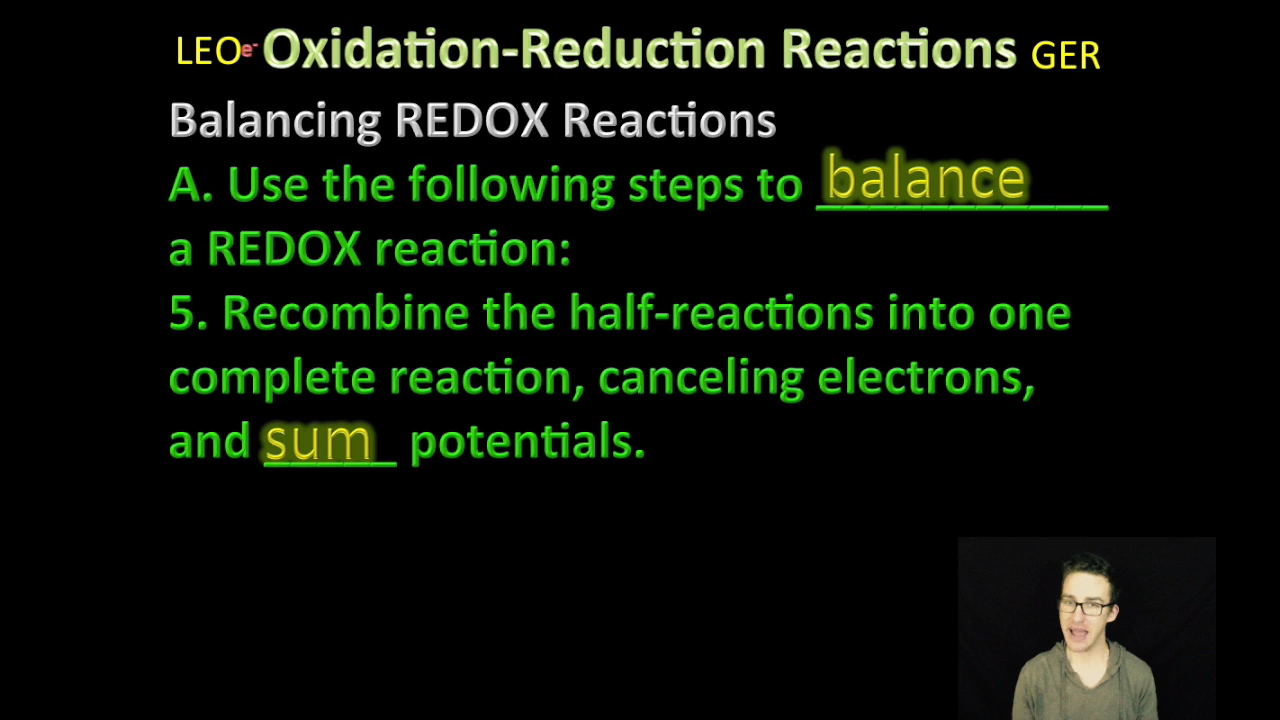 LEO e- Oxidation-Reduction Reactions GER
Balancing REDOX Reactions
A. Use the following steps to balance
a REDOX reaction:
5. Recombine the half-reactions into one
complete reaction, canceling electrons,
and sum potentials.